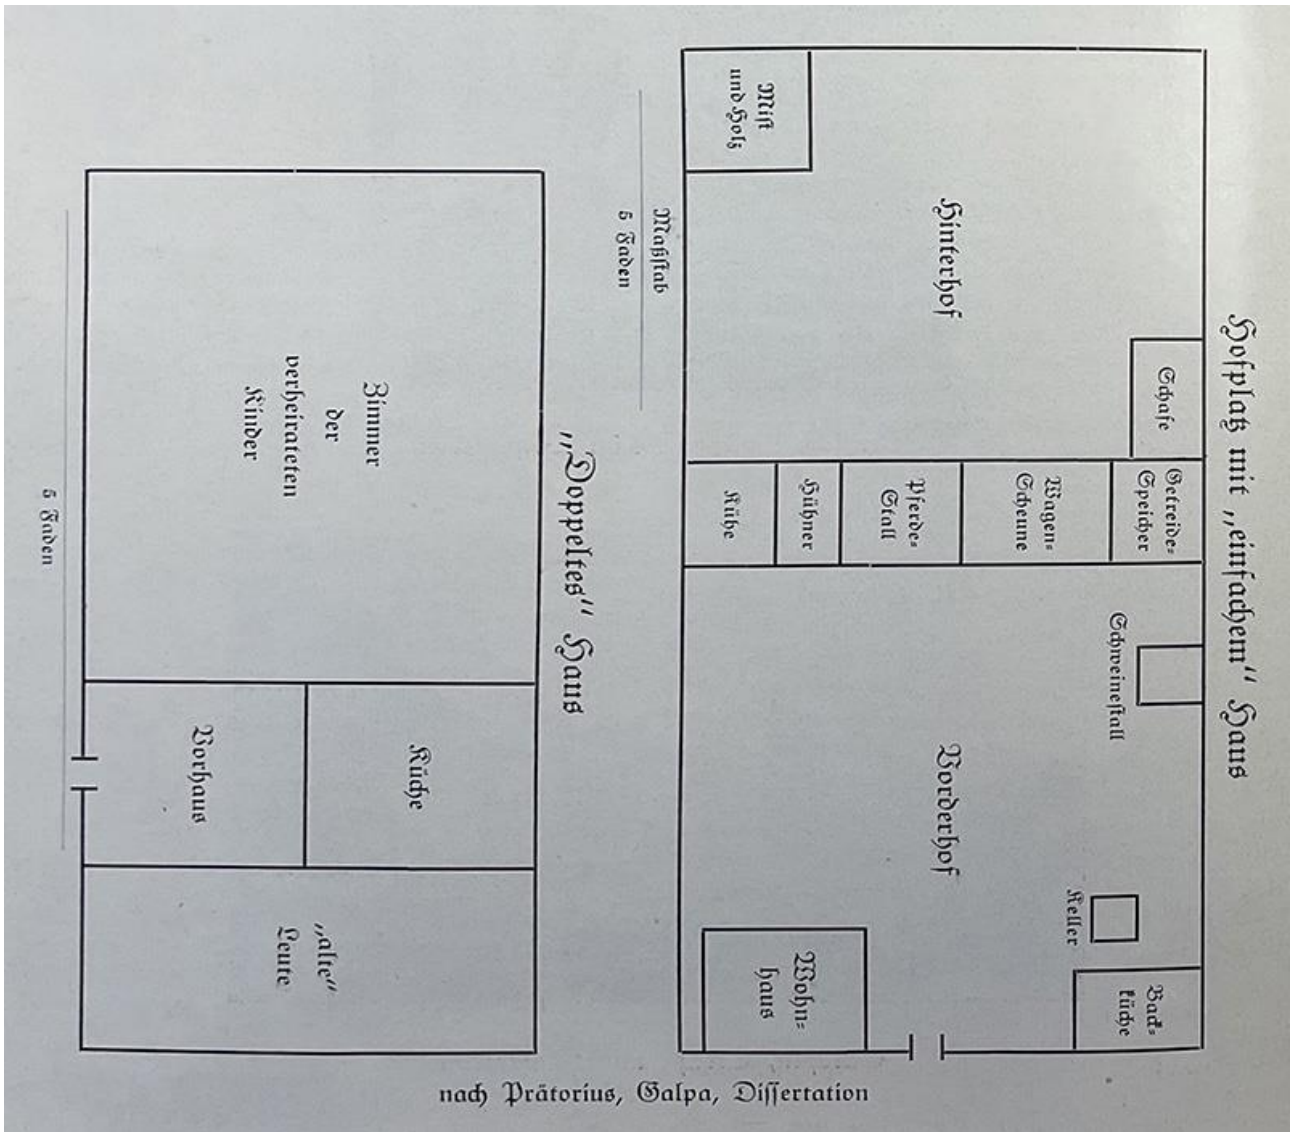 Hofplatz mit „einfachem“ Haus
Mist
und Holz
Hinterhof
Schafe
Maßstab
5 Faden
Getreide-
Speicher
Wagen-
Scheune
Pferde-
Stall
Hühner
Kühe
Schweinestall
Vorderhof
Keller
Back-
küche
Wohn-
haus
„Doppeltes“ Haus
Zimmer
der
verheirateten
Kinder
5 Faden
Küche
Vorhaus
„alte“
Leute
nach Prätorius, Galpa, Dissertation